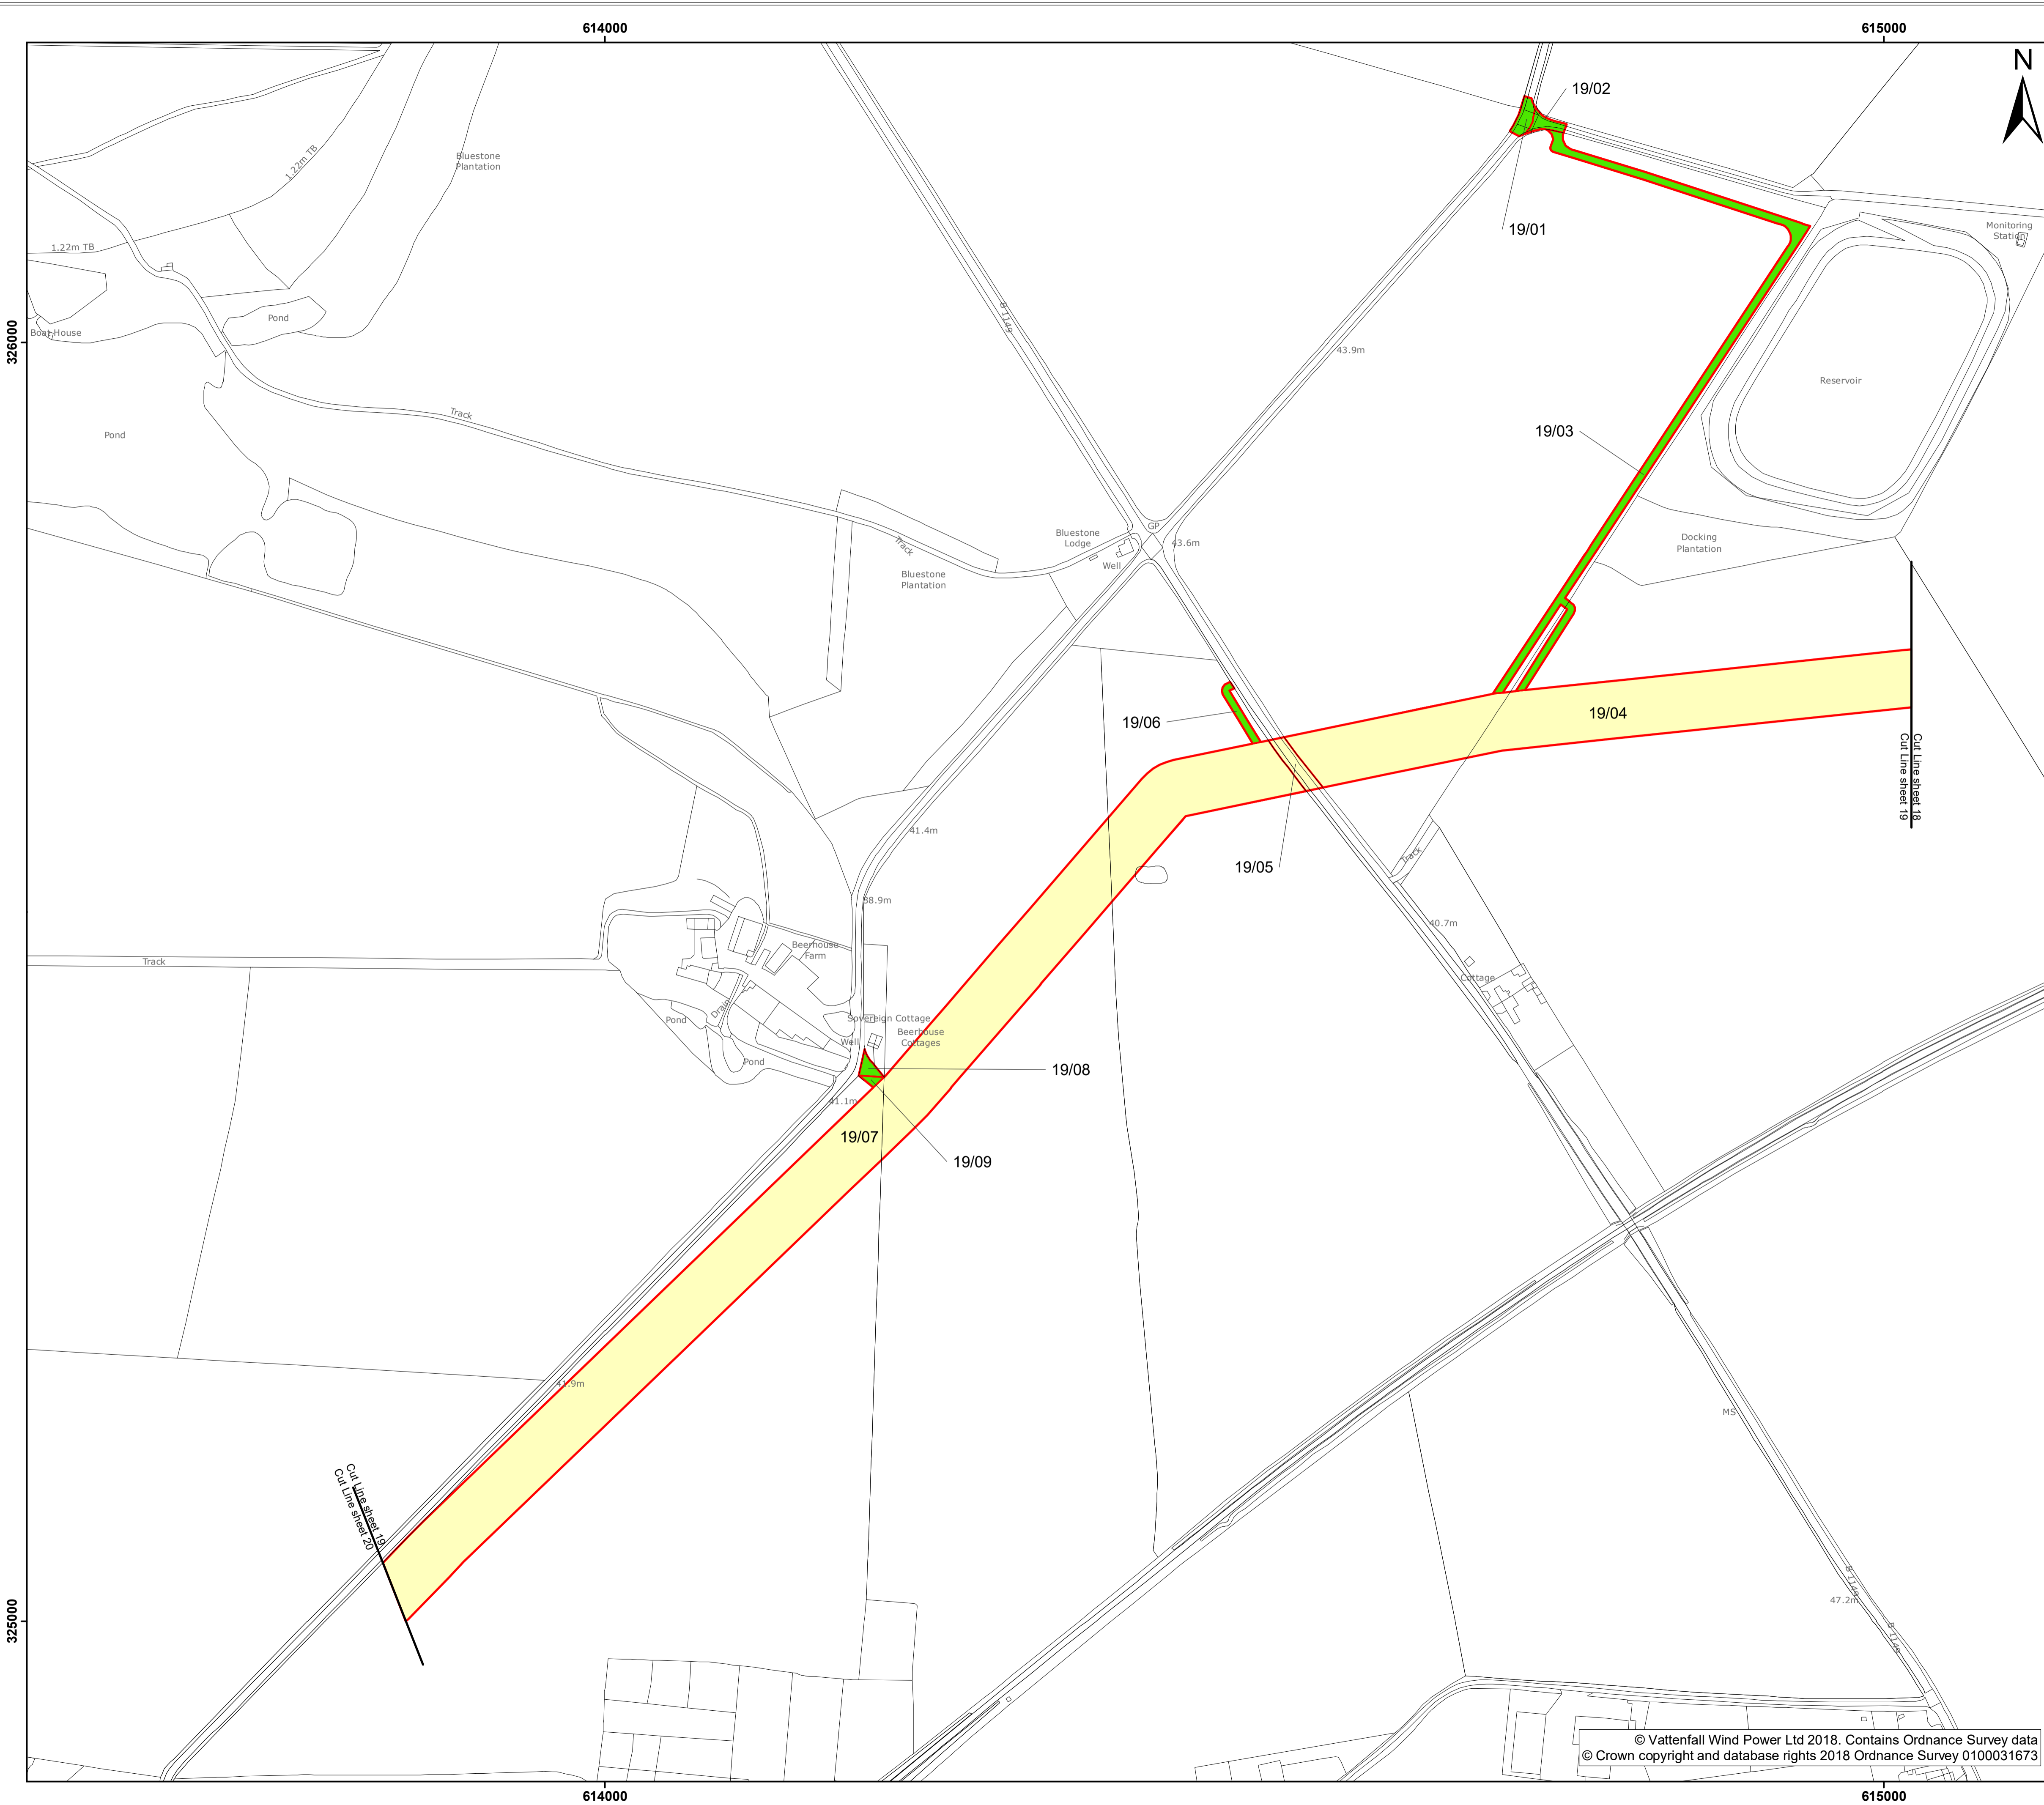 614000
615000
N
19/02
Bluestone
Plantation
1.22m TB
19/01
Monitoring
Station
1.22m TB
Pond
B 1149
326000
Boat House
43.9m
Reservoir
Track
Pond
19/03
GP
Bluestone
Lodge
43.6m
Docking
Plantation
Track
Well
Bluestone
Plantation
19/04
19/06
Cut Line sheet 18
Cut Line sheet 19
41.4m
Track
19/05
38.9m
40.7m
Beerhouse
Farm
Track
Cottage
Drain
Pond
Sovereign Cottage
Well
Beerhouse
Cottages
Pond
19/08
41.1m
19/07
19/09
41.9m
MS
Cut Line sheet 19
Cut Line sheet 20
B 1149
47.2m
325000
B 1149
© Vattenfall Wind Power Ltd 2018. Contains Ordnance Survey data
© Crown copyright and database rights 2018 Ordnance Survey 0100031673
614000
615000